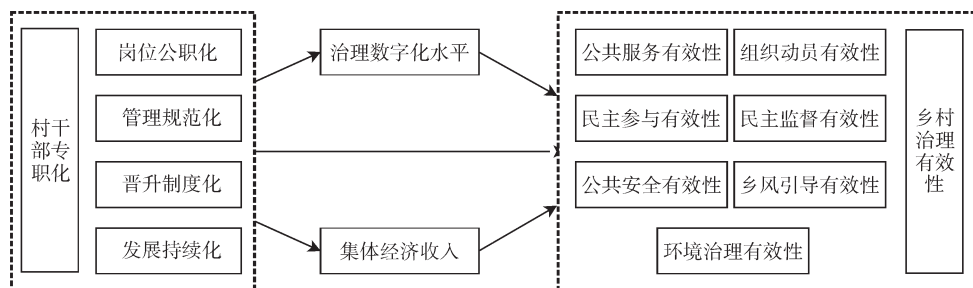 村干
部专
职化
岗位公职化
管理规范化
晋升制度化
发展持续化
治理数字化水平
集体经济收入
公共服务有效性
组织动员有效性
民主参与有效性
民主监督有效性
公共安全有效性
乡风引导有效性
环境治理有效性
乡村
治理
有效
性